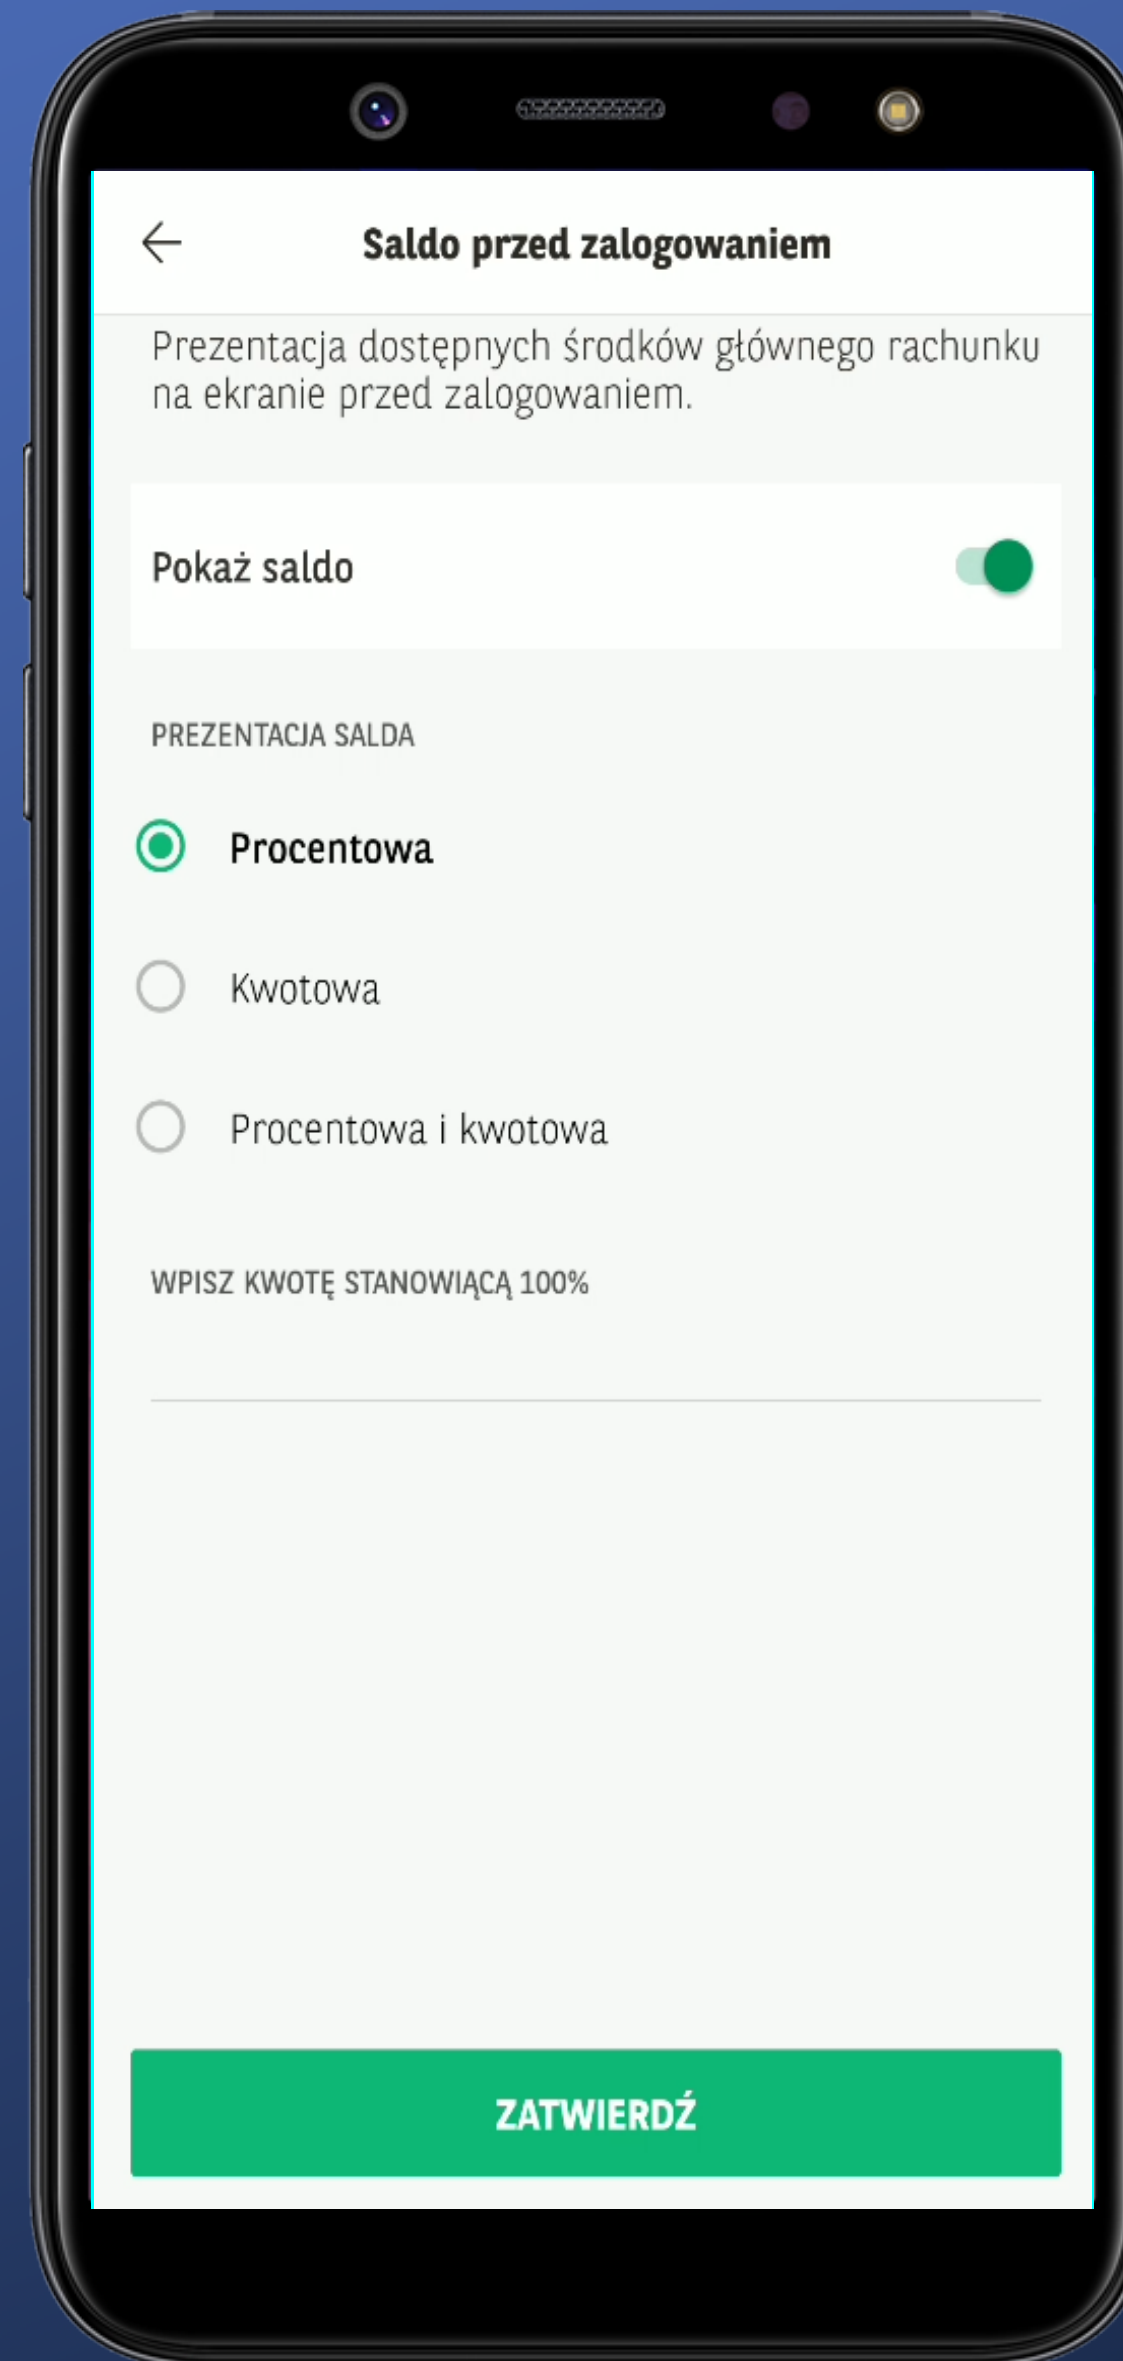 Saldo przed zalogowaniem
Prezentacja dostępnych środków głównego rachunku
na ekranie przed zalogowaniem.
Pokaż saldo
PREZENTACJA SALDA
Procentowa
Kwotowa
Procentowa i kwotowa
WPISZ KWOTĘ STANOWIĄCĄ 100%
ZATWIERDŹ